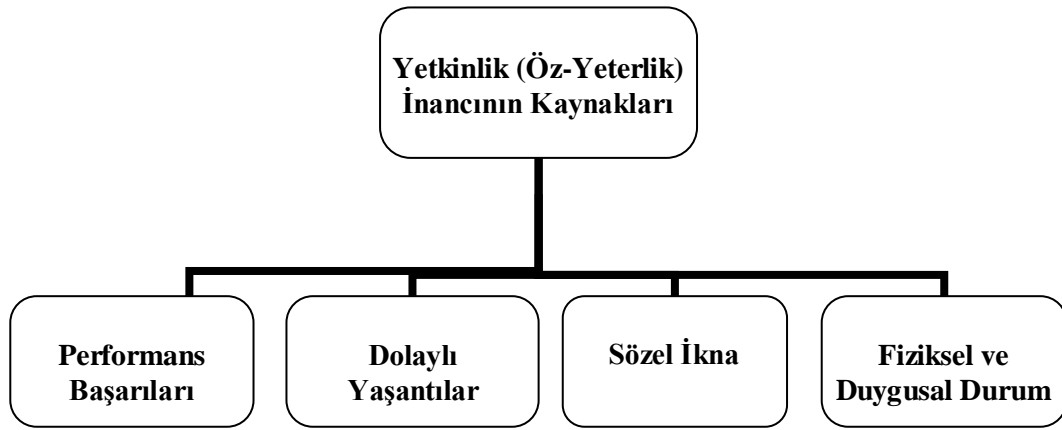 Yetkinlik (Öz-Yeterlik)
İnancının Kaynakları
Performans
Başarıları
Dolaylı
Yaşantılar
Sözel İkna
Fiziksel ve
Duygusal Durum